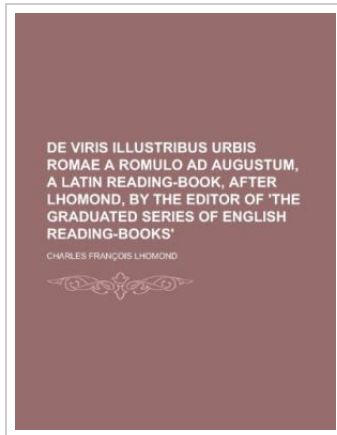 DE VIRIS ILLUSTRIBUS URBIS
ROMAE A ROMULO AD AUGUSTUM,
A LATIN READING-BOOK, AFTER
LHOMOND, BY THE EDITOR OF 'THE
GRADUATED SERIES OF ENGLISH
READING-BOOKS'
CHARLES FRANÇOIS LHOMOND